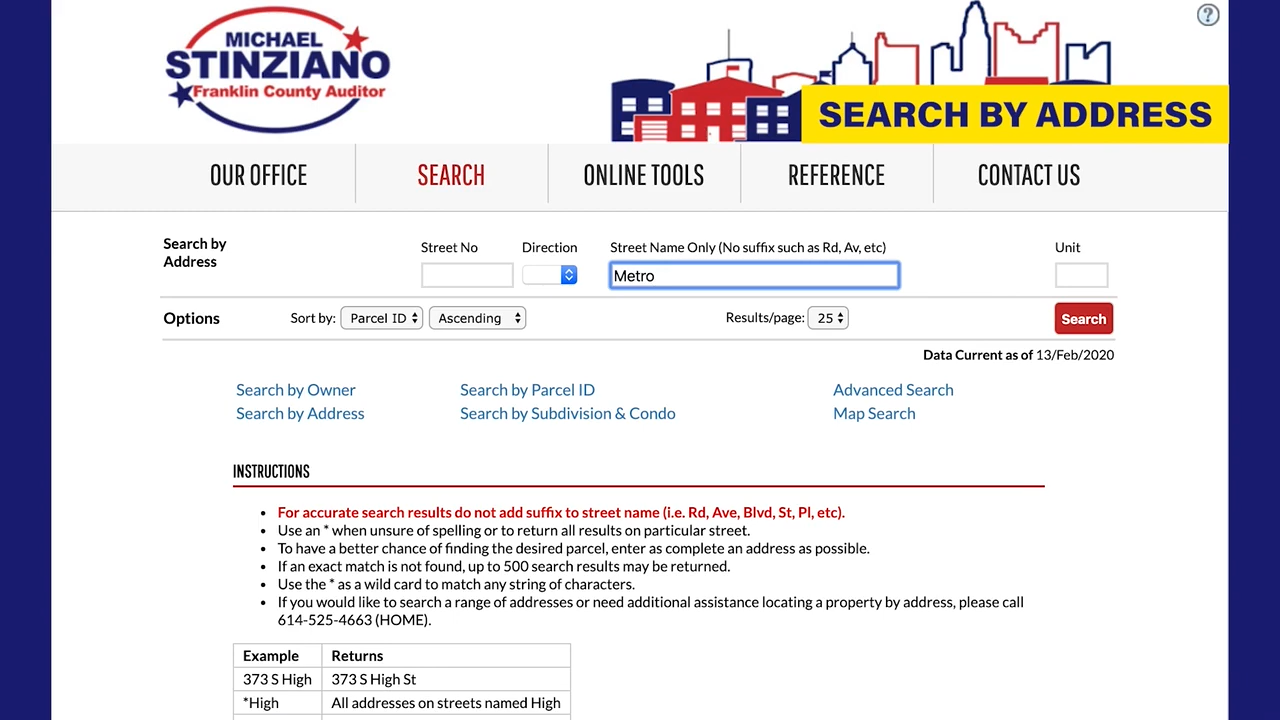 MICHAEL
STINZIANO
Franklin County Auditor
?
SEARCH BY ADDRESS
OUR OFFICE SEARCH ONLINE TOOLS REFERENCE CONTACT US
Search by Address
Street No Direction Street Name Only (No suffix such as Rd, Av, etc) Unit
Metro
Options Sort by: Parcel ID Ascending Results/page: 25 Search
Data Current as of 13/Feb/2020
Search by Owner Search by Parcel ID Advanced Search
Search by Address Search by Subdivision & Condo Map Search
INSTRUCTIONS
• For accurate search results do not add suffix to street name (i.e. Rd, Ave, Blvd, St, Pl, etc).
• Use an * when unsure of spelling or to return all results on particular street.
• To have a better chance of finding the desired parcel, enter as complete an address as possible.
• If an exact match is not found, up to 500 search results may be returned.
• Use the * as a wild card to match any string of characters.
• If you would like to search a range of addresses or need additional assistance locating a property by address, please call
614-525-4663 (HOME).
Example Returns
373 S High 373 S High St
*High All addresses on streets named High